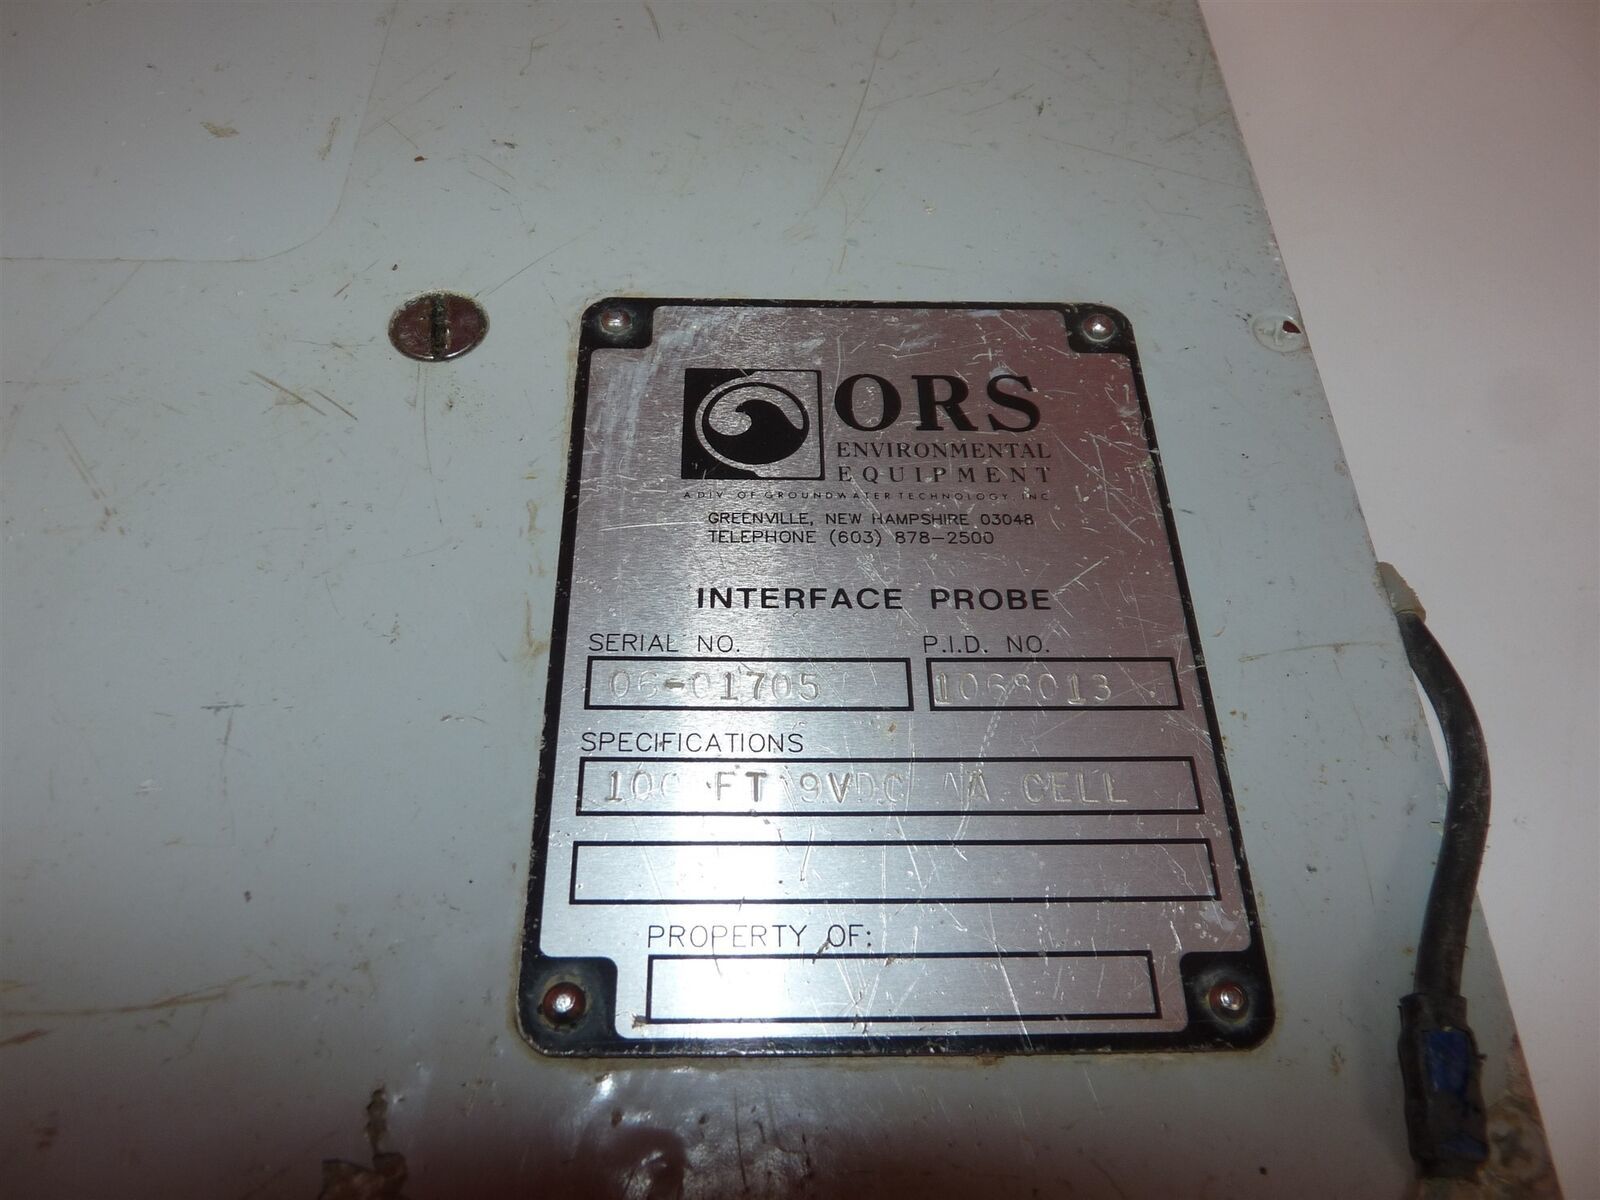 ORS
ENVIRONMENTAL
EQUIPMENT
A DIV. OF GROUNDWATER TECHNOLOGY, INC.
GREENVILLE, NEW HAMPSHIRE 03048
TELEPHONE (603) 878-2500
INTERFACE PROBE
SERIAL NO. P.I.D. NO.
06-01705 1068013
SPECIFICATIONS
100 FT 9VDC A CELL
PROPERTY OF: